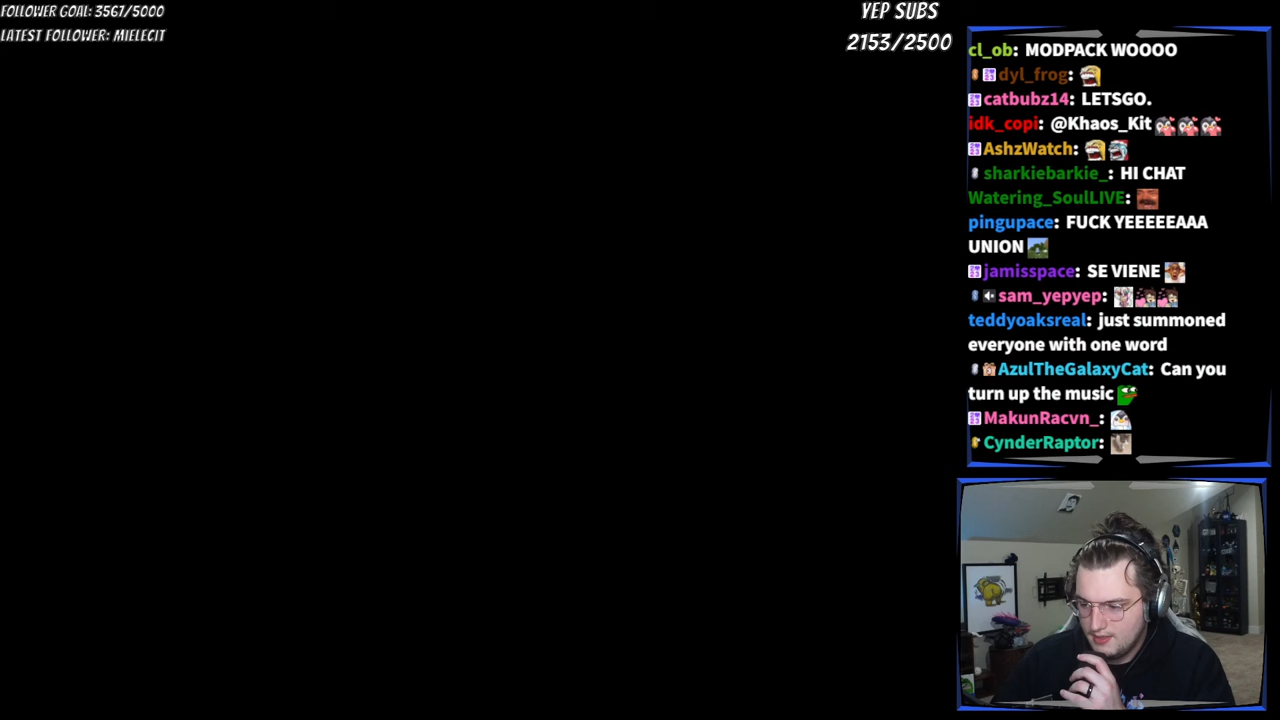 FOLLOWER GOAL: 3567/5000
LATEST FOLLOWER: MIELECIT
YEP SUBS
2153/2500
cl_ob: MODPACK WOOOO
dyl_frog:
catbubz14: LETSGO.
idk_copi: @Khaos_Kit
AshzWatch:
sharkiebarkie_: HI CHAT
Watering_SoulLIVE:
pingupace: FUCK YEEEEEAAA
UNION
jamisspace: SE VIENE
sam_yepyep:
teddyoaksreal: just summoned
everyone with one word
AzulTheGalaxyCat: Can you
turn up the music
MakunRacvn_:
CynderRaptor: